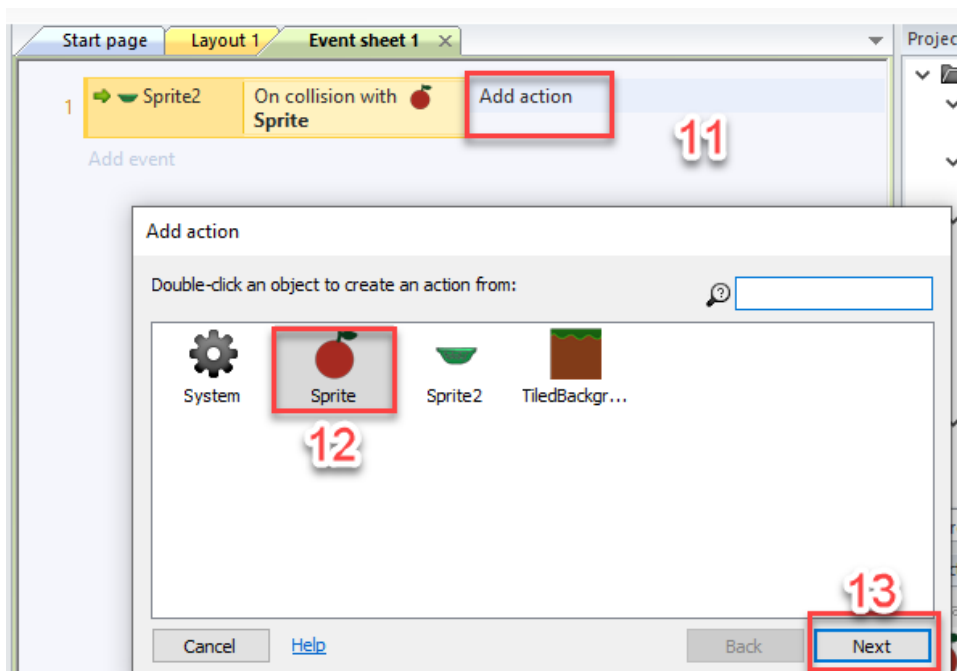 Start page Layout 1 Event sheet 1 Projec
1 Sprite2 On collision with Sprite Add action
11
Add event
Add action
Double-click an object to create an action from:
System Sprite Sprite2 TiledBackgr...
12
13
Cancel Help Back Next